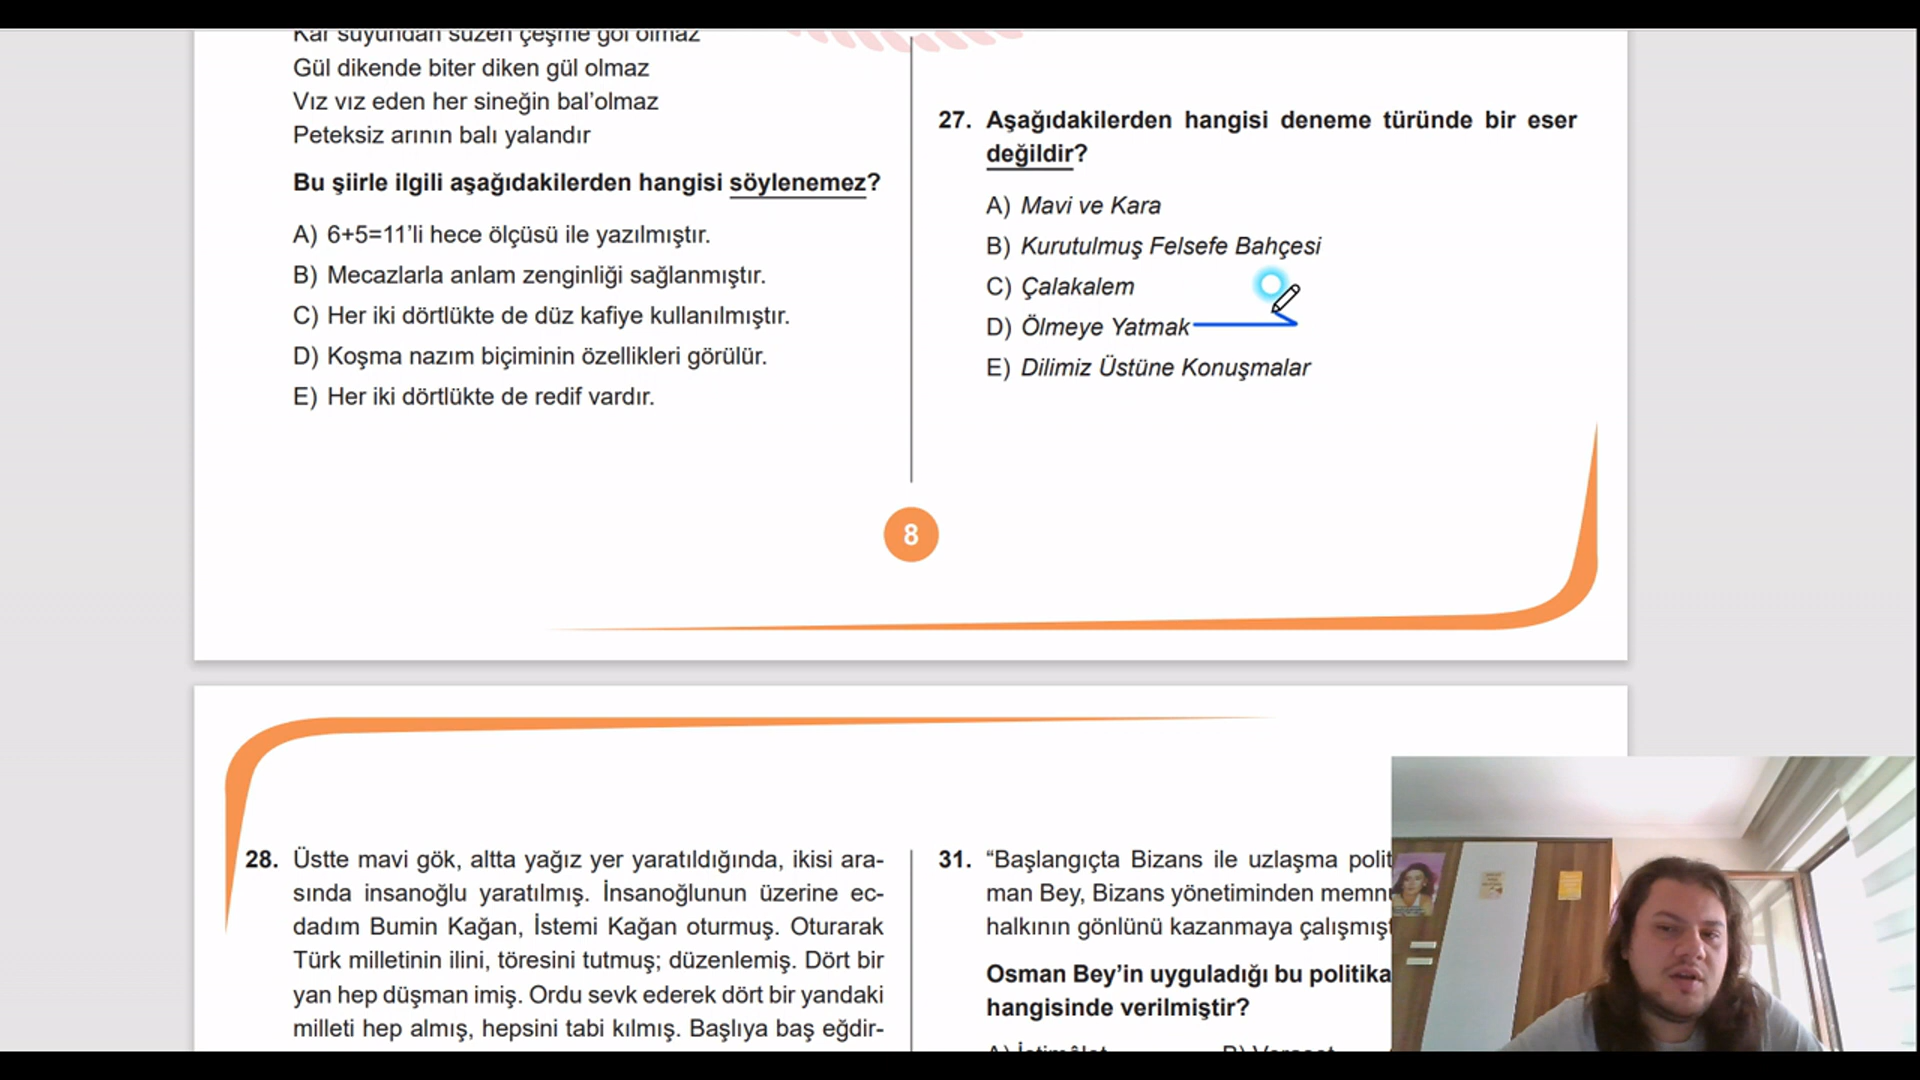 Kar suyundan süzen çeşme göl olmaz
Gül dikende biter diken gül olmaz
Vız vız eden her sineğin bal’olmaz
Peteksiz arının balı yalandır
Bu şiirle ilgili aşağıdakilerden hangisi söylenemez?
A) 6+5=11’li hece ölçüsü ile yazılmıştır.
B) Mecazlarla anlam zenginliği sağlanmıştır.
C) Her iki dörtlükte de düz kafiye kullanılmıştır.
D) Koşma nazım biçiminin özellikleri görülür.
E) Her iki dörtlükte de redif vardır.
27. Aşağıdakilerden hangisi deneme türünde bir eser
değildir?
A) Mavi ve Kara
B) Kurutulmuş Felsefe Bahçesi
C) Çalakalem
D) Ölmeye Yatmak
E) Dilimiz Üstüne Konuşmalar
8
28. Üstte mavi gök, altta yağız yer yaratıldığında, ikisi ara-
sında insanoğlu yaratılmış. İnsanoğlunun üzerine ec-
dadım Bumin Kağan, İstemi Kağan oturmuş. Oturarak
Türk milletinin ilini, töresini tutmuş; düzenlemiş. Dört bir
yan hep düşman imiş. Ordu sevk ederek dört bir yandaki
milleti hep almış, hepsini tabi kılmış. Başlıya baş eğdir-
31. “Başlangıçta Bizans ile uzlaşma polit
man Bey, Bizans yönetiminden memn
halkının gönlünü kazanmaya çalışmışt
Osman Bey’in uyguladığı bu politika
hangisinde verilmiştir?